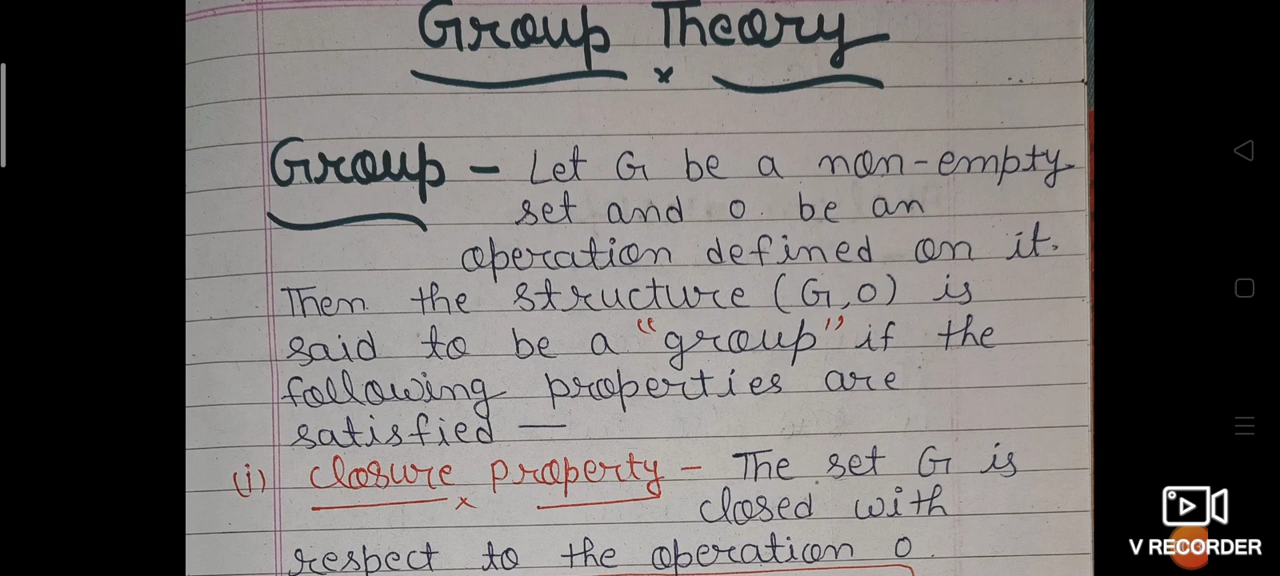 Group Theory
Group - Let G be a non-empty
set and o. be an
operation defined on it.
Then the structure (G,o) is
said to be a "group" if the
following properties are
satisfied —
(i) closure property - The set G is
closed with
respect to the operation o.
V RECORDER